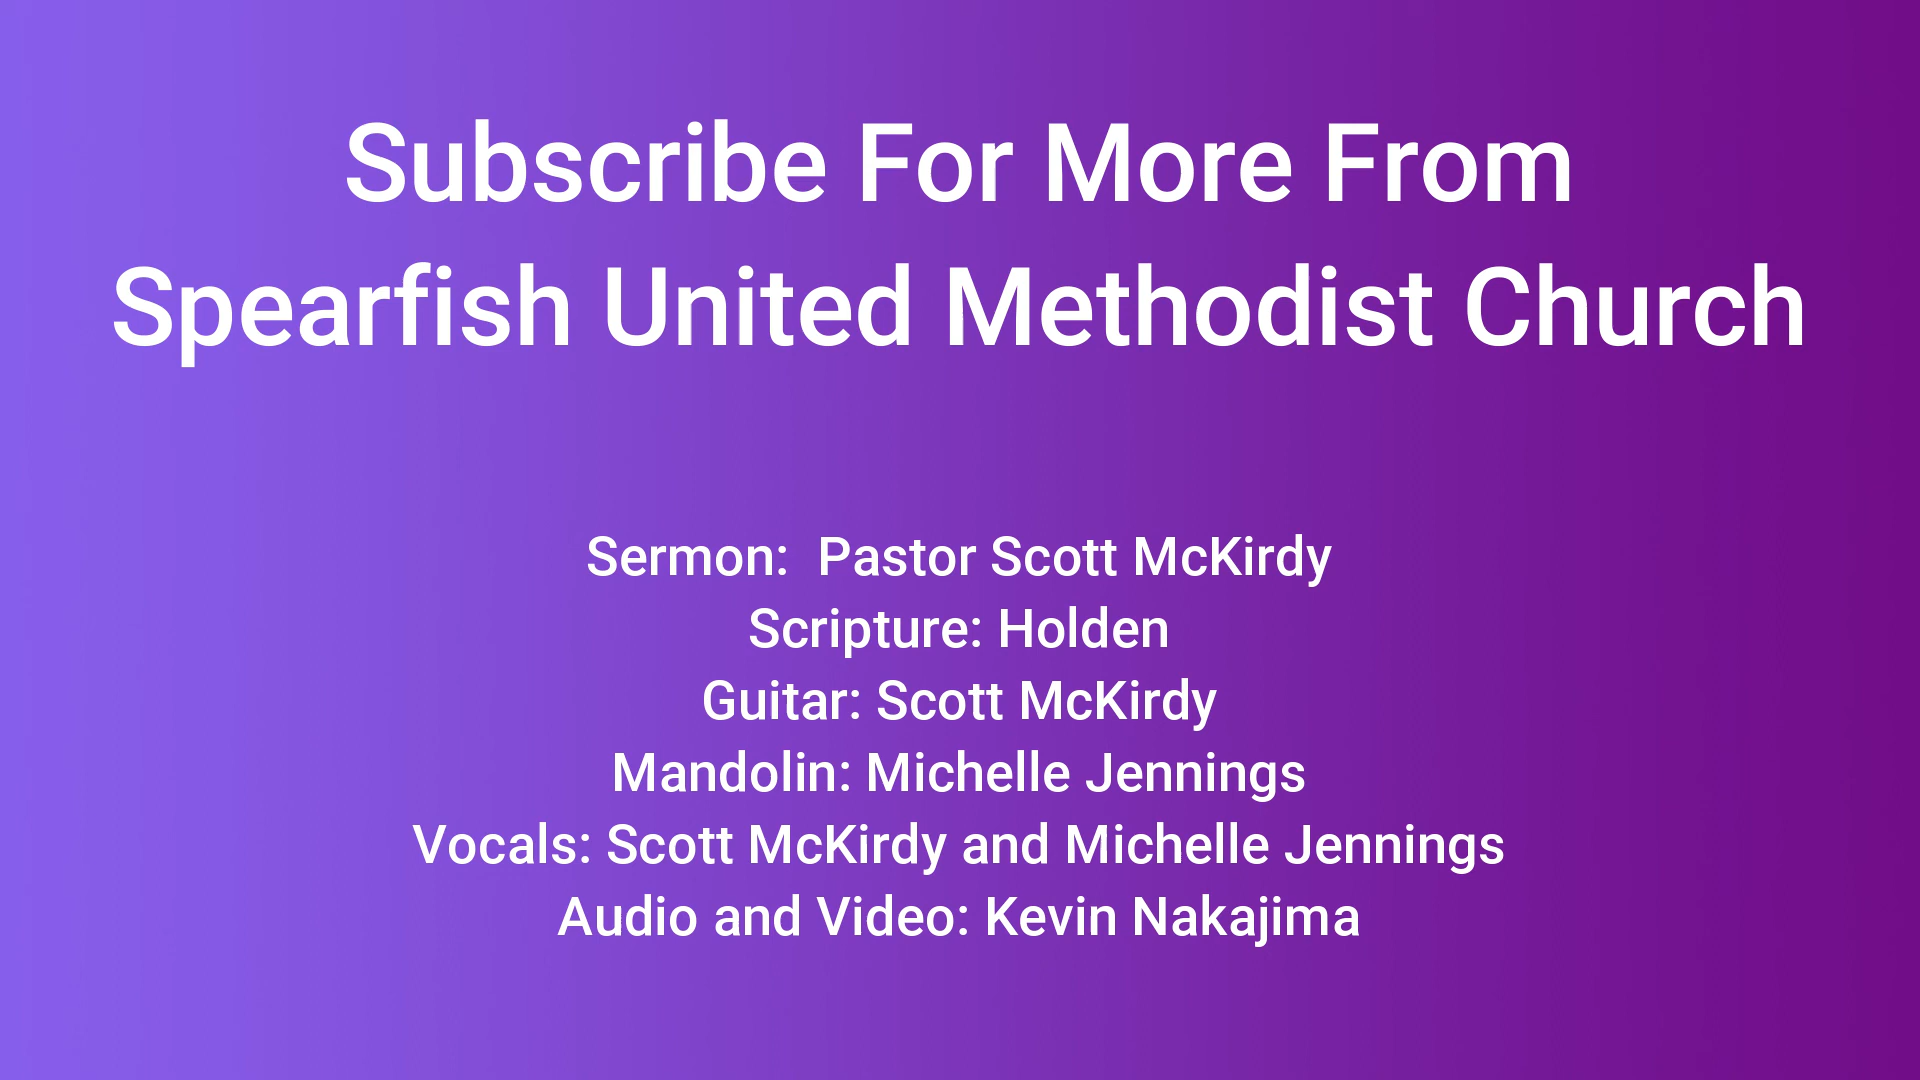 Subscribe For More From
Spearfish United Methodist Church
Sermon:  Pastor Scott McKirdy
Scripture: Holden
Guitar: Scott McKirdy
Mandolin: Michelle Jennings
Vocals: Scott McKirdy and Michelle Jennings
Audio and Video: Kevin Nakajima